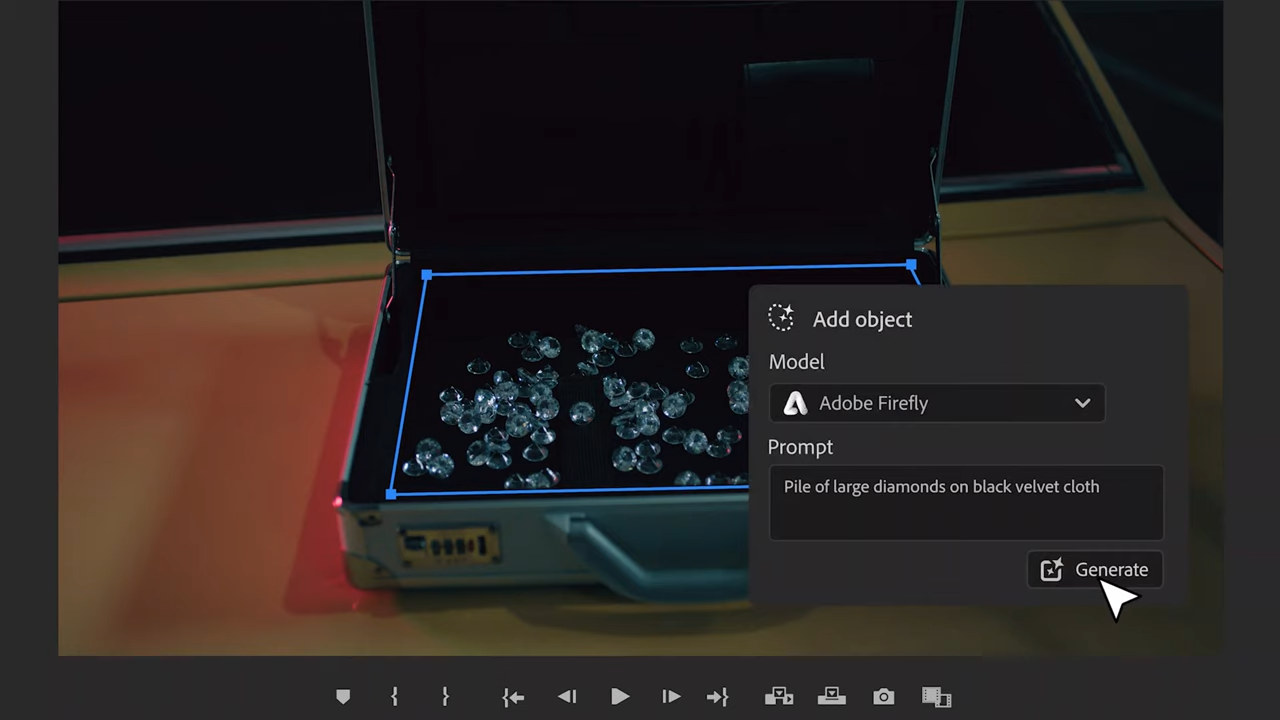 Add object
Model
Adobe Firefly
Prompt
Pile of large diamonds on black velvet cloth
Generate